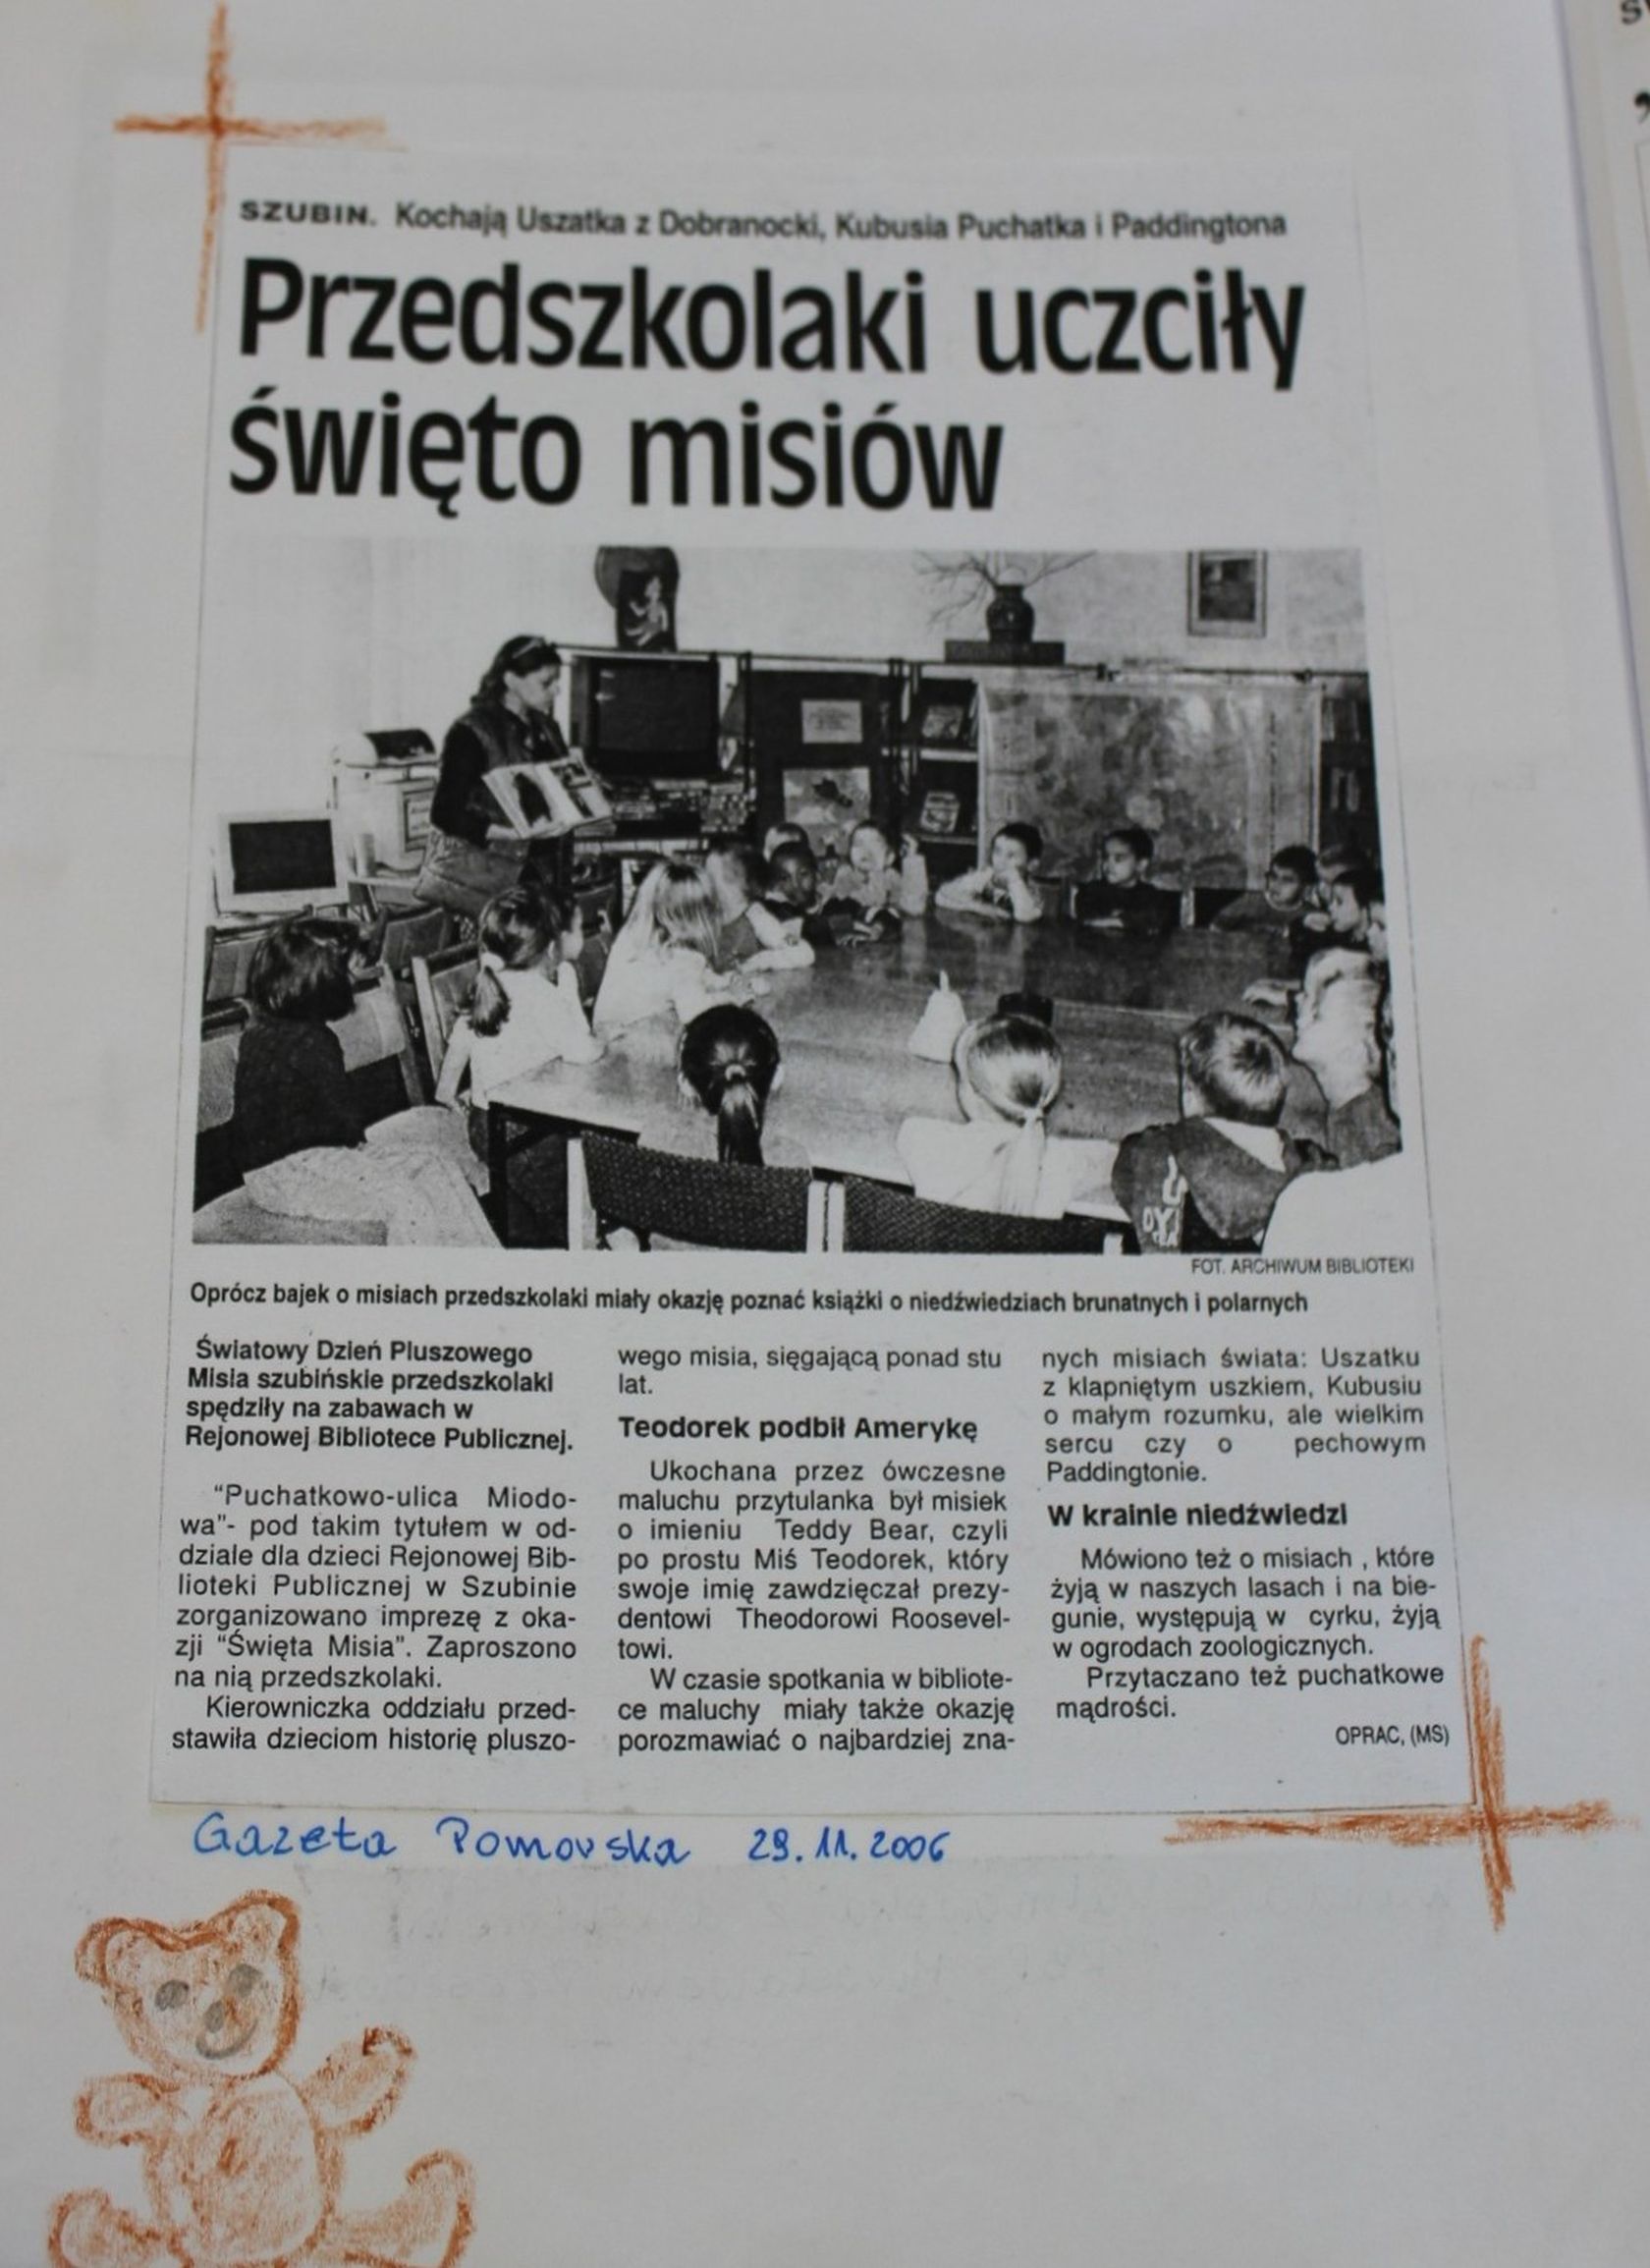 SZUBIN. Kochają Uszatka z Dobranocki, Kubusia Puchatka i Paddingtona
Przedszkolaki uczciły
święto misiów
FOT. ARCHIWUM BIBLIOTEKI
Oprócz bajek o misiach przedszkolaki miały okazję poznać książki o niedźwiedziach brunatnych i polarnych
Światowy Dzień Pluszowego
Misia szubińskie przedszkolaki
spędziły na zabawach w
Rejonowej Bibliotece Publicznej.
"Puchatkowo-ulica Miodo-
wa"- pod takim tytułem w od-
dziale dla dzieci Rejonowej Bib-
lioteki Publicznej w Szubinie
zorganizowano imprezę z oka-
zji "Święta Misia". Zaproszono
na nią przedszkolaki.
Kierowniczka oddziału przed-
stawiła dzieciom historię pluszo-
wego misia, sięgającą ponad stu
lat.
Teodorek podbił Amerykę
Ukochana przez ówczesne
maluchu przytulanka był misiek
o imieniu Teddy Bear, czyli
po prostu Miś Teodorek, który
swoje imię zawdzięczał prezy-
dentowi Theodorowi Roosevel-
towi.
W czasie spotkania w bibliote-
ce maluchy miały także okazję
porozmawiać o najbardziej zna-
nych misiach świata: Uszatku
z klapniętym uszkiem, Kubusiu
o małym rozumku, ale wielkim
sercu czy o pechowym
Paddingtonie.
W krainie niedźwiedzi
Mówiono też o misiach , które
żyją w naszych lasach i na bie-
gunie, występują w cyrku, żyją
w ogrodach zoologicznych.
Przytaczano też puchatkowe
mądrości.
OPRAC, (MS)
Gazeta Pomorska 29.11.2006